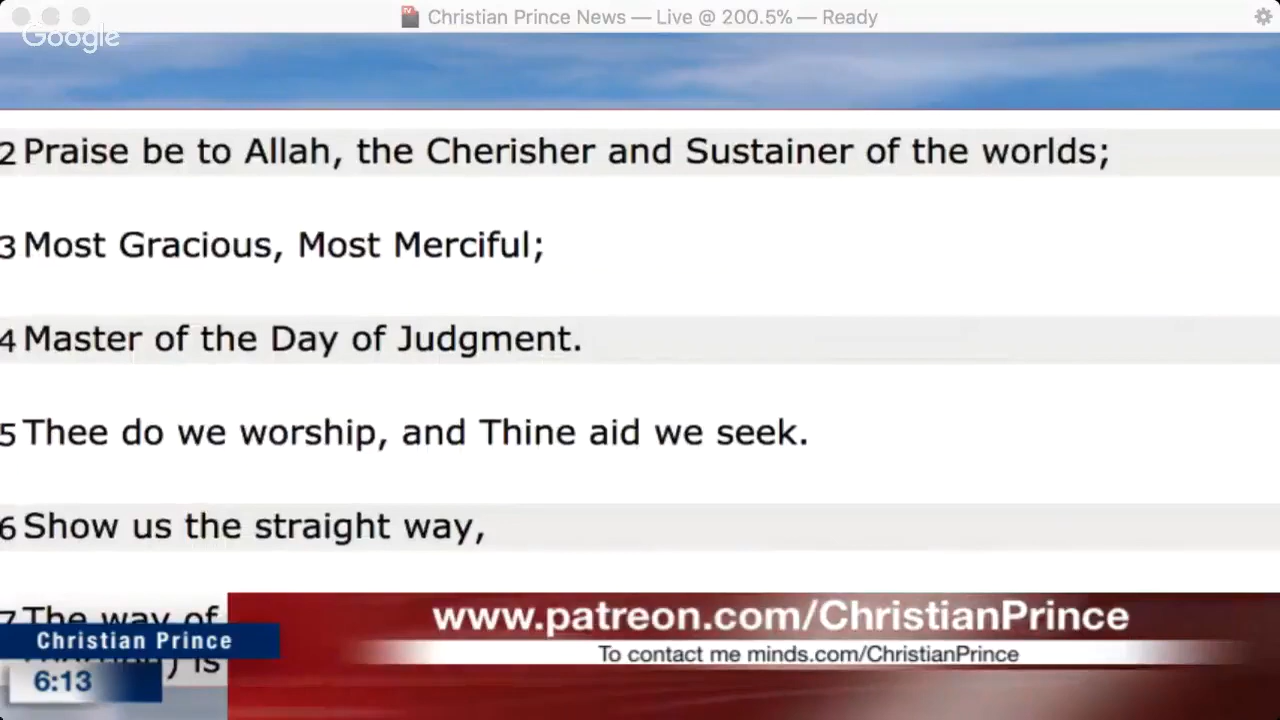 Christian Prince News — Live @ 200.5% — Ready
Google
2 Praise be to Allah, the Cherisher and Sustainer of the worlds;
3 Most Gracious, Most Merciful;
4 Master of the Day of Judgment.
5 Thee do we worship, and Thine aid we seek.
6 Show us the straight way,
7 The way of
) is
www.patreon.com/ChristianPrince
To contact me minds.com/ChristianPrince
Christian Prince
6:13